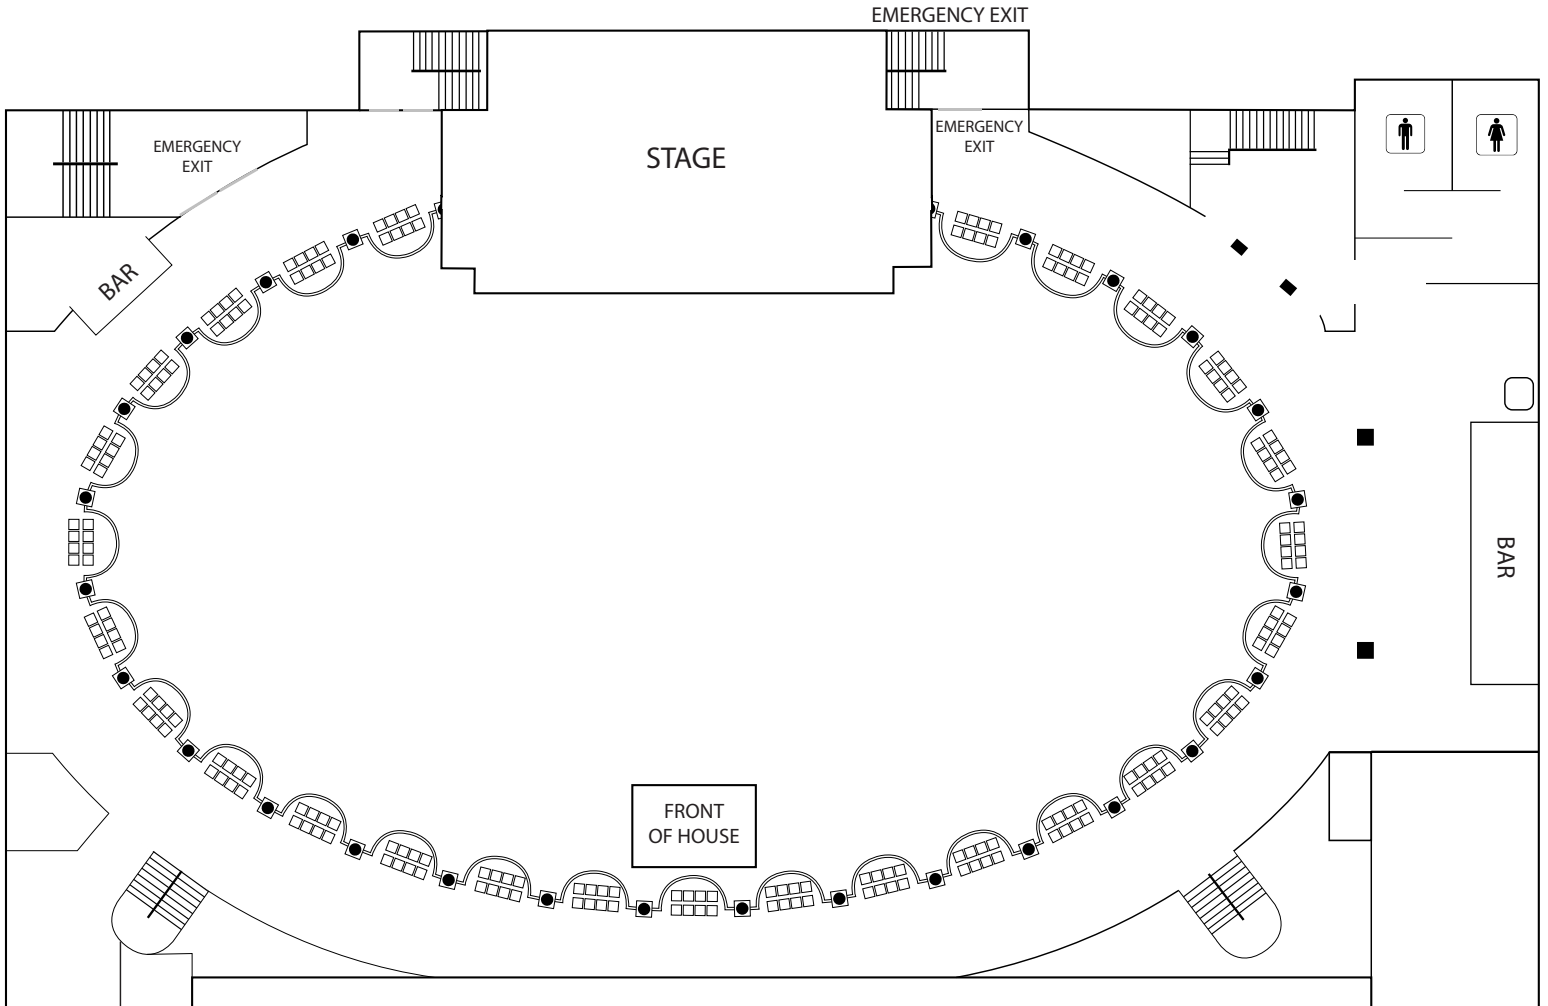 EMERGENCY EXIT
EMERGENCY
EXIT
STAGE
EMERGENCY
EXIT
BAR
BAR
FRONT
OF HOUSE